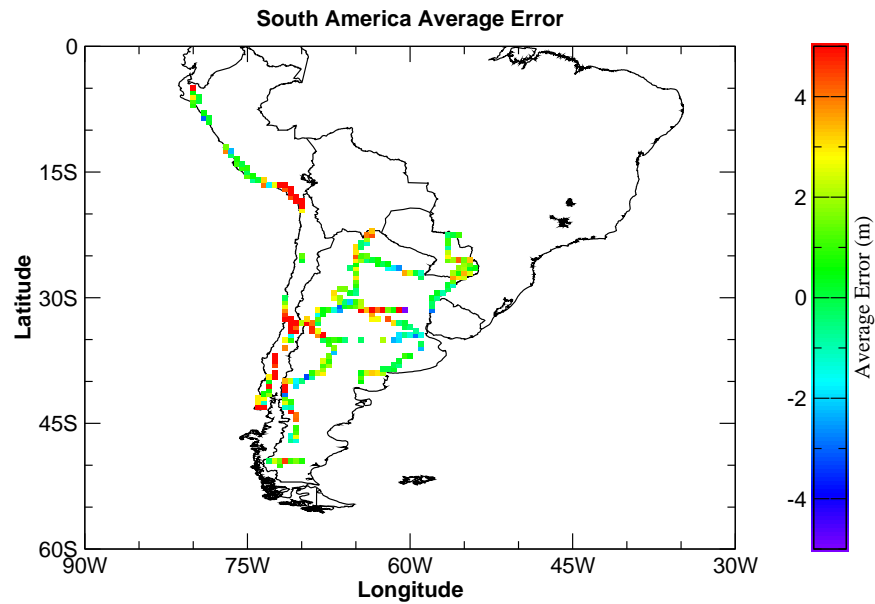 South America Average Error
0
15S
30S
45S
60S
90W
75W
60W
45W
30W
Latitude
Longitude
4
2
0
-2
-4
Average Error (m)